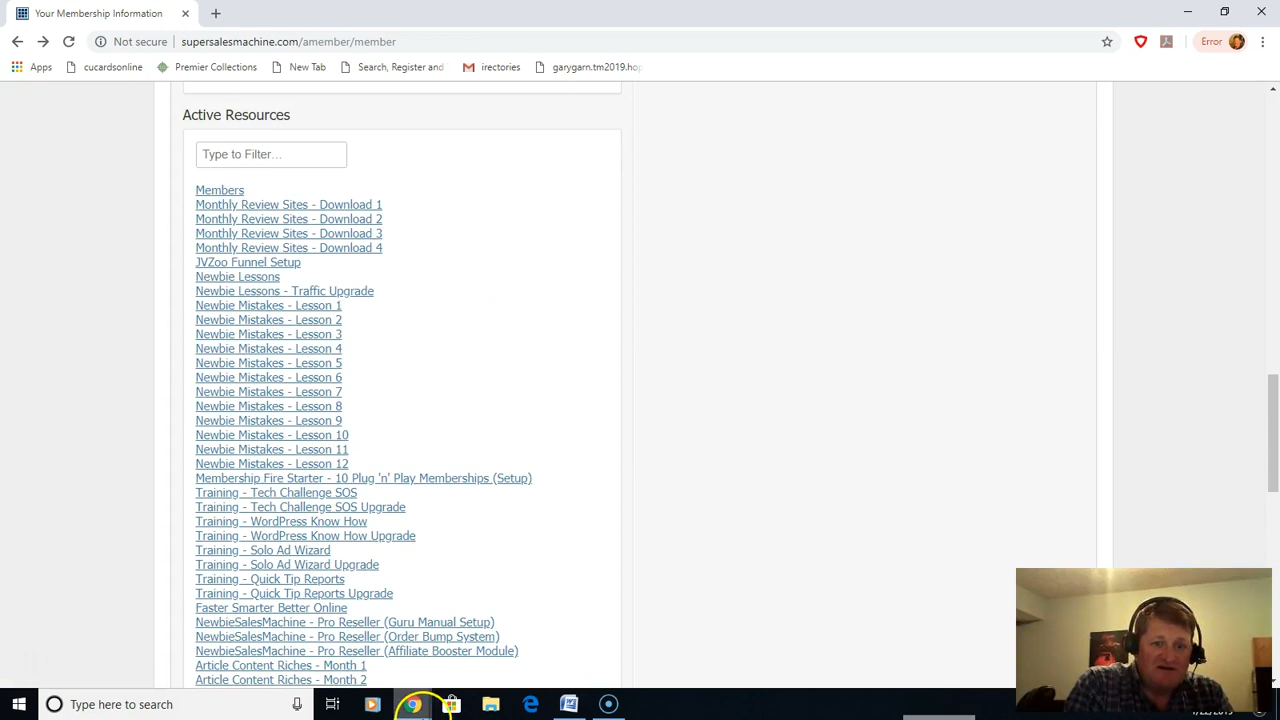 Your Membership Information
Not secure | supersalesmachine.com/amember/member
Error
Apps cucardsonline Premier Collections New Tab Search, Register and irectories garygarn.tm2019.hop
Active Resources
Type to Filter...
Members
Monthly Review Sites - Download 1
Monthly Review Sites - Download 2
Monthly Review Sites - Download 3
Monthly Review Sites - Download 4
JVZoo Funnel Setup
Newbie Lessons
Newbie Lessons - Traffic Upgrade
Newbie Mistakes - Lesson 1
Newbie Mistakes - Lesson 2
Newbie Mistakes - Lesson 3
Newbie Mistakes - Lesson 4
Newbie Mistakes - Lesson 5
Newbie Mistakes - Lesson 6
Newbie Mistakes - Lesson 7
Newbie Mistakes - Lesson 8
Newbie Mistakes - Lesson 9
Newbie Mistakes - Lesson 10
Newbie Mistakes - Lesson 11
Newbie Mistakes - Lesson 12
Membership Fire Starter - 10 Plug 'n' Play Memberships (Setup)
Training - Tech Challenge SOS
Training - Tech Challenge SOS Upgrade
Training - WordPress Know How
Training - WordPress Know How Upgrade
Training - Solo Ad Wizard
Training - Solo Ad Wizard Upgrade
Training - Quick Tip Reports
Training - Quick Tip Reports Upgrade
Faster Smarter Better Online
NewbieSalesMachine - Pro Reseller (Guru Manual Setup)
NewbieSalesMachine - Pro Reseller (Order Bump System)
NewbieSalesMachine - Pro Reseller (Affiliate Booster Module)
Article Content Riches - Month 1
Article Content Riches - Month 2
Type here to search